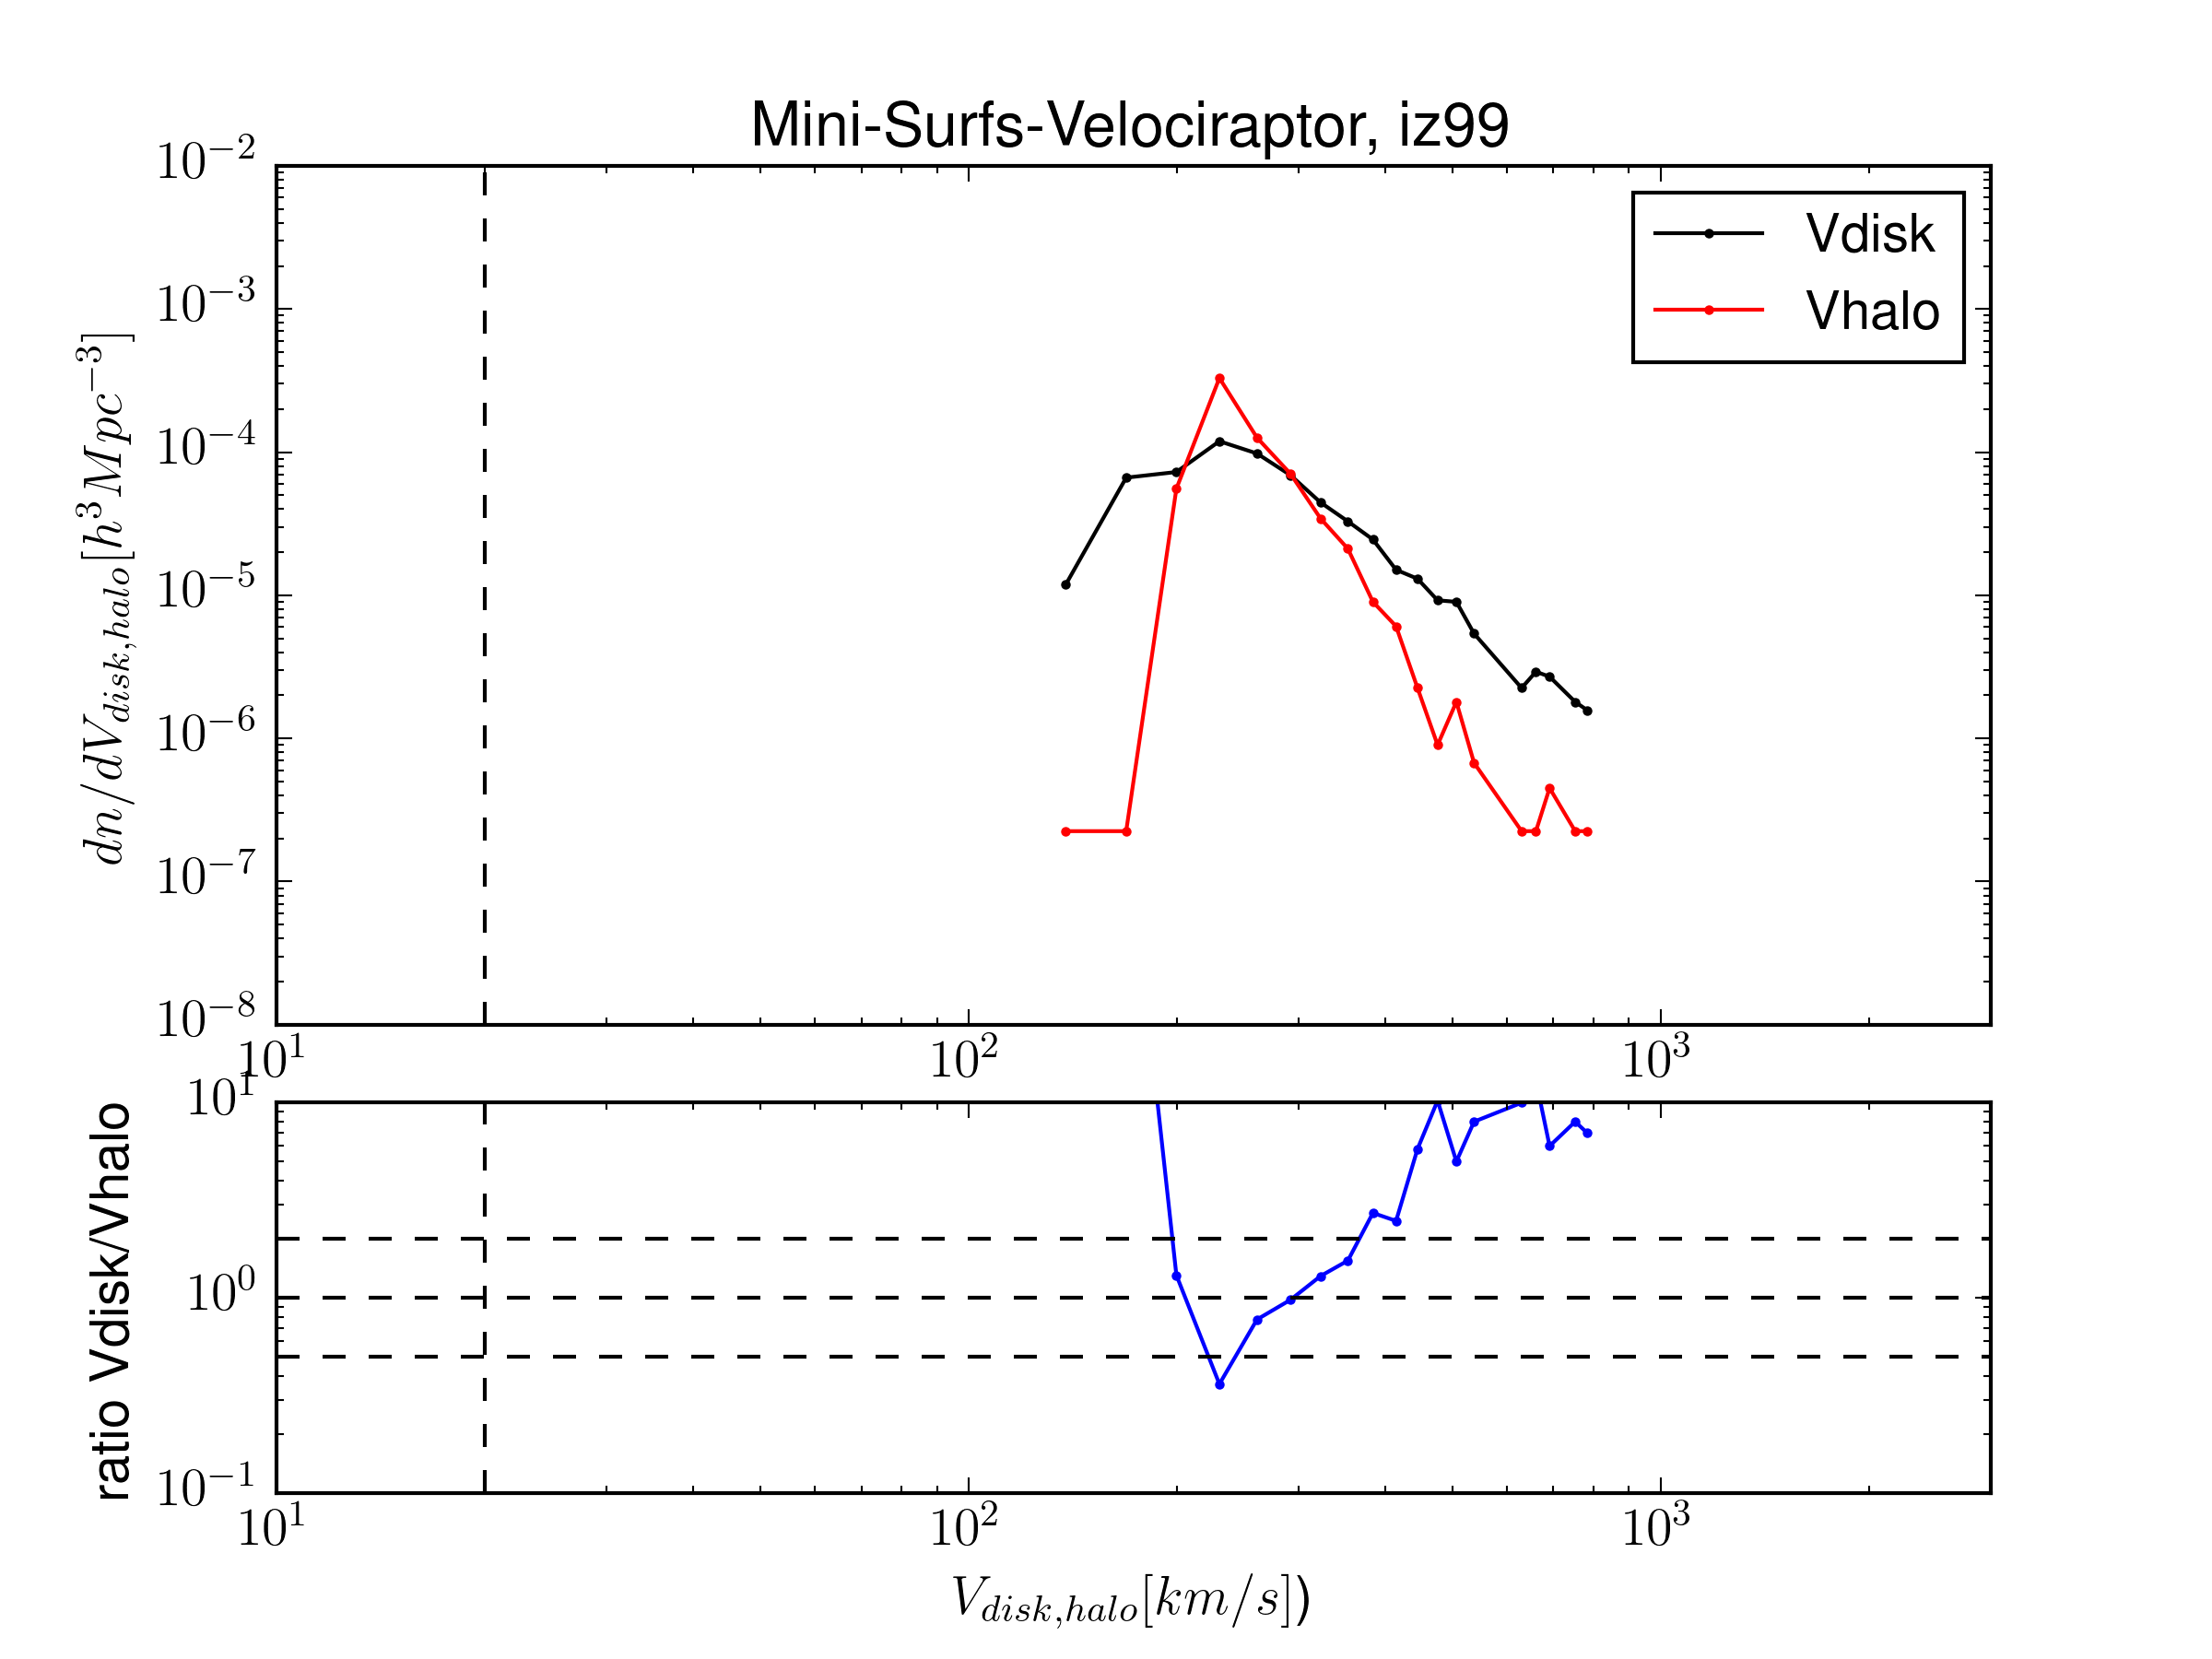 Mini-Surfs-Velociraptor, iz99
Vdisk
Vhalo
dn/dV_{disk,halo}[h^3Mpc^{-3}]
10^{-2}
10^{-3}
10^{-4}
10^{-5}
10^{-6}
10^{-7}
10^{-8}
10^1
10^2
10^3
ratio Vdisk/Vhalo
10^1
10^0
10^{-1}
10^1
10^2
10^3
V_{disk,halo}[km/s])